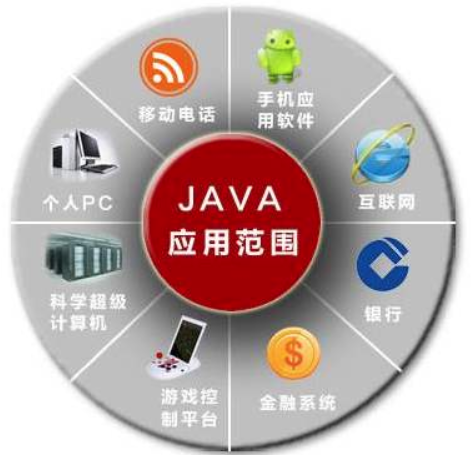 JAVA
应用范围
移动电话
手机应
用软件
互联网
银行
金融系统
游戏控
制平台
科学超级
计算机
个人PC